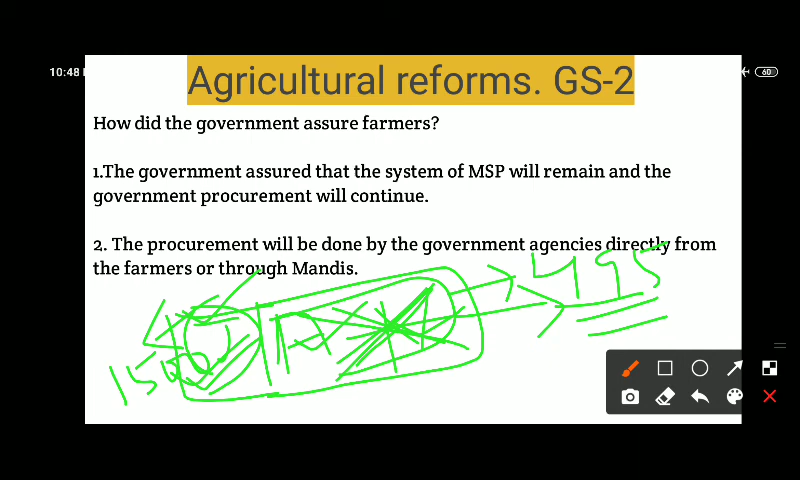 10:48
60
Agricultural reforms. GS-2
How did the government assure farmers?
1.The government assured that the system of MSP will remain and the
government procurement will continue.
2. The procurement will be done by the government agencies directly from
the farmers or through Mandis.
495